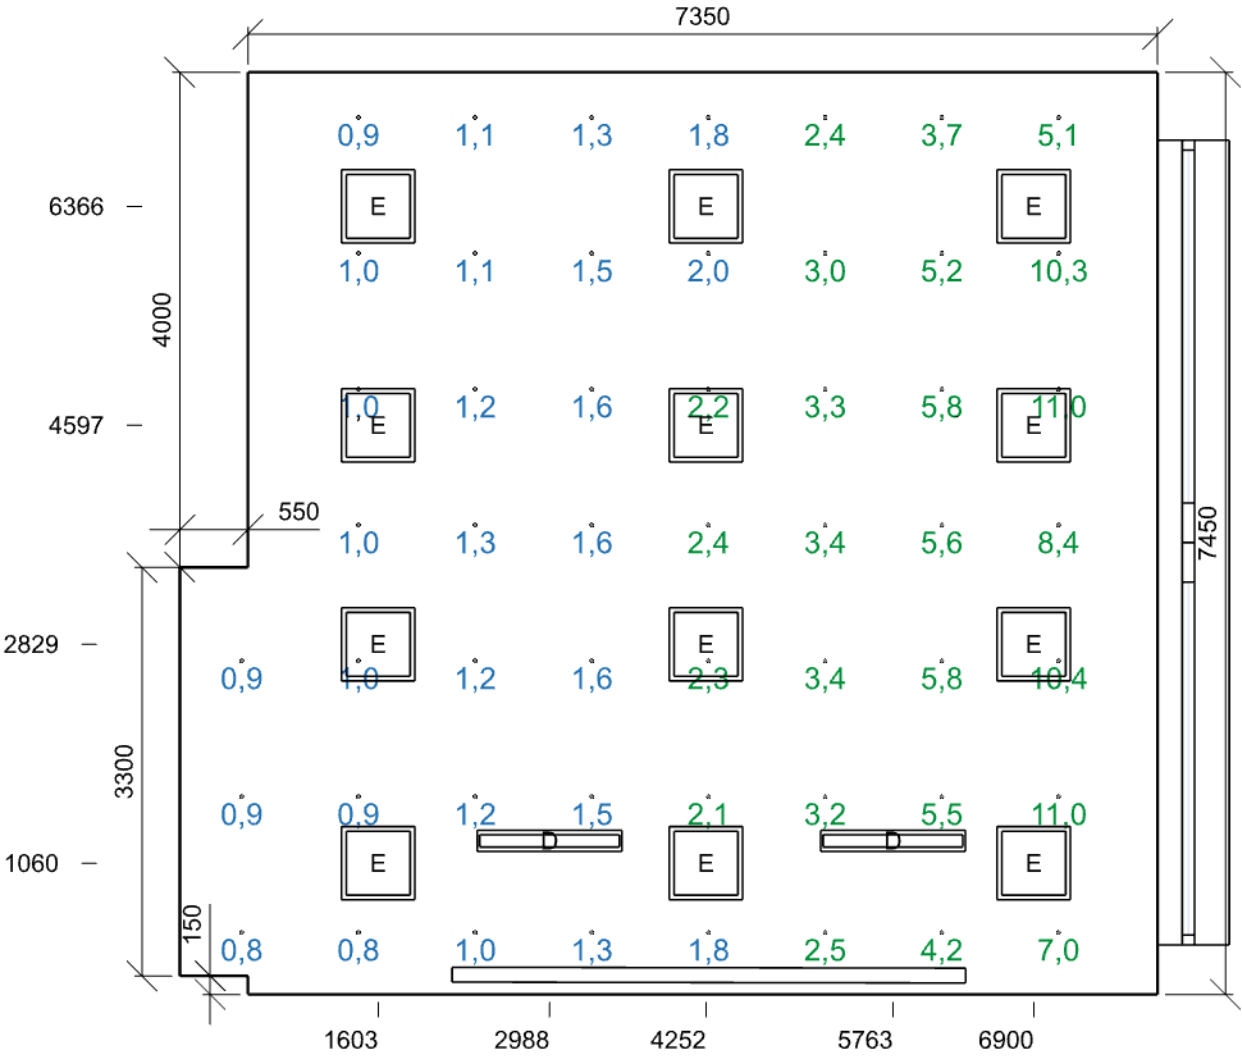 7350
0,9 1,1 1,3 1,8 2,4 3,7 5,1
6366 E E E
1,0 1,1 1,5 2,0 3,0 5,2 10,3
4000
1,0 1,2 1,6 2,2 3,3 5,8 11,0
4597 E E E
550
7450
1,0 1,3 1,6 2,4 3,4 5,6 8,4
2829 E E E
0,9 1,0 1,2 1,6 2,3 3,4 5,8 10,4
3300
0,9 0,9 1,2 1,5 2,1 3,2 5,5 11,0
D D
1060 E E E
150
0,8 0,8 1,0 1,3 1,8 2,5 4,2 7,0
1603 2988 4252 5763 6900